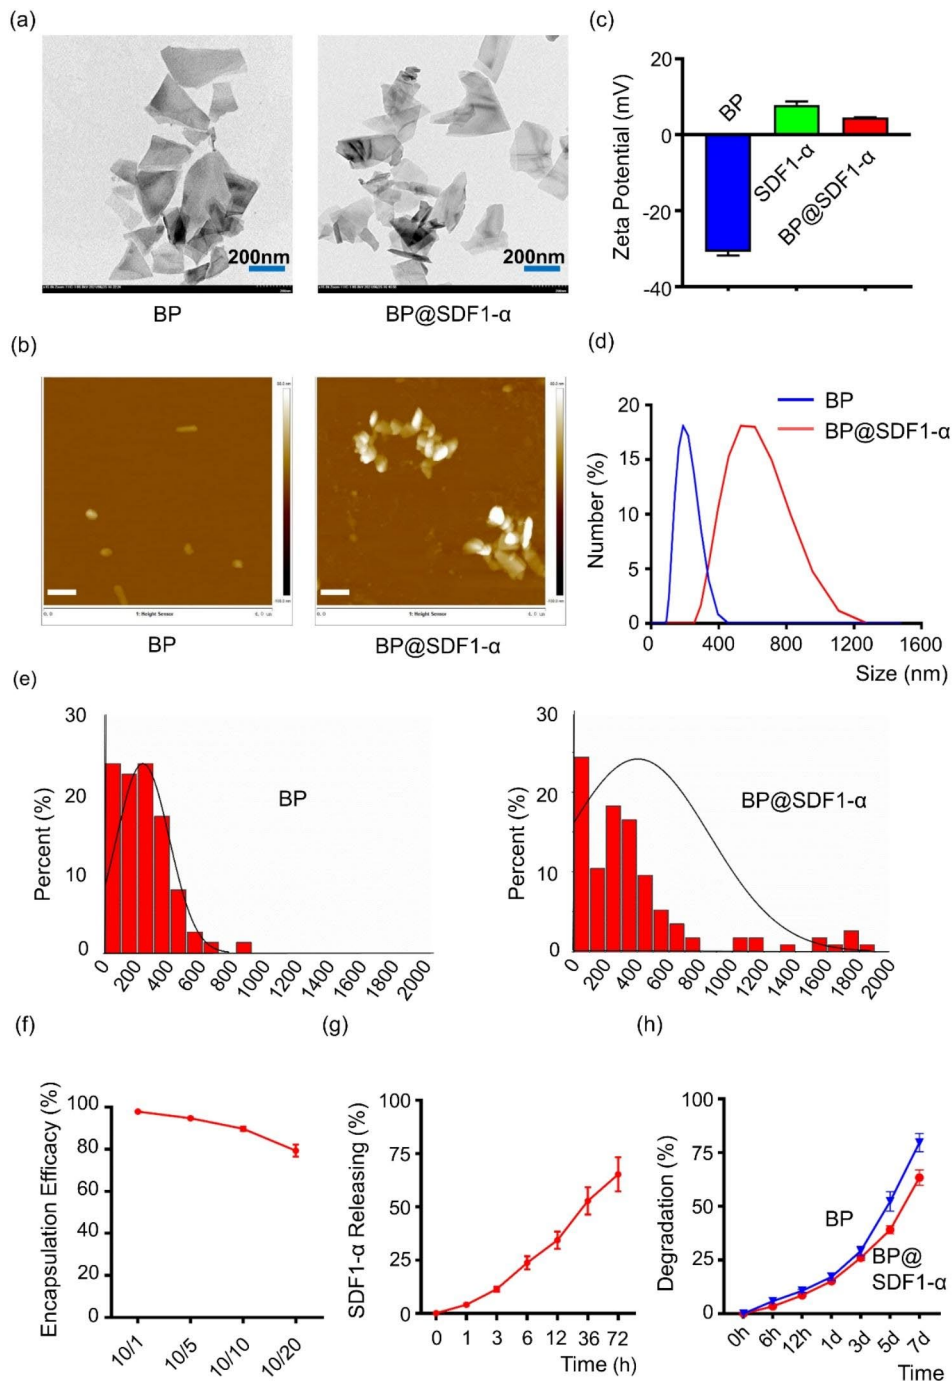 (a)
200nm
BP
200nm
BP@SDF1-α
(c)
Zeta Potential (mV)
20
0
-20
-40
BP
SDF1-α
BP@SDF1-α
(b)
BP
Y: Height Sensor
BP@SDF1-α
Y: Height Sensor
(d)
Number (%)
20
15
10
5
0
BP
BP@SDF1-α
0
400
800
1200
1600
Size (nm)
(e)
Percent (%)
30
20
10
0
BP
0
200
400
600
800
1000
1200
1400
1600
1800
2000
Percent (%)
30
20
10
0
BP@SDF1-α
0
200
400
600
800
1000
1200
1400
1600
1800
2000
(f)
Encapsulation Efficacy (%)
100
80
60
40
20
0
10/1
10/5
10/10
10/20
(g)
SDF1-α Releasing (%)
100
75
50
25
0
0
1
3
6
12
36
72
Time (h)
(h)
Degradation (%)
100
75
50
25
0
BP
BP@
SDF1-α
0h
6h
12h
1d
3d
5d
7d
Time